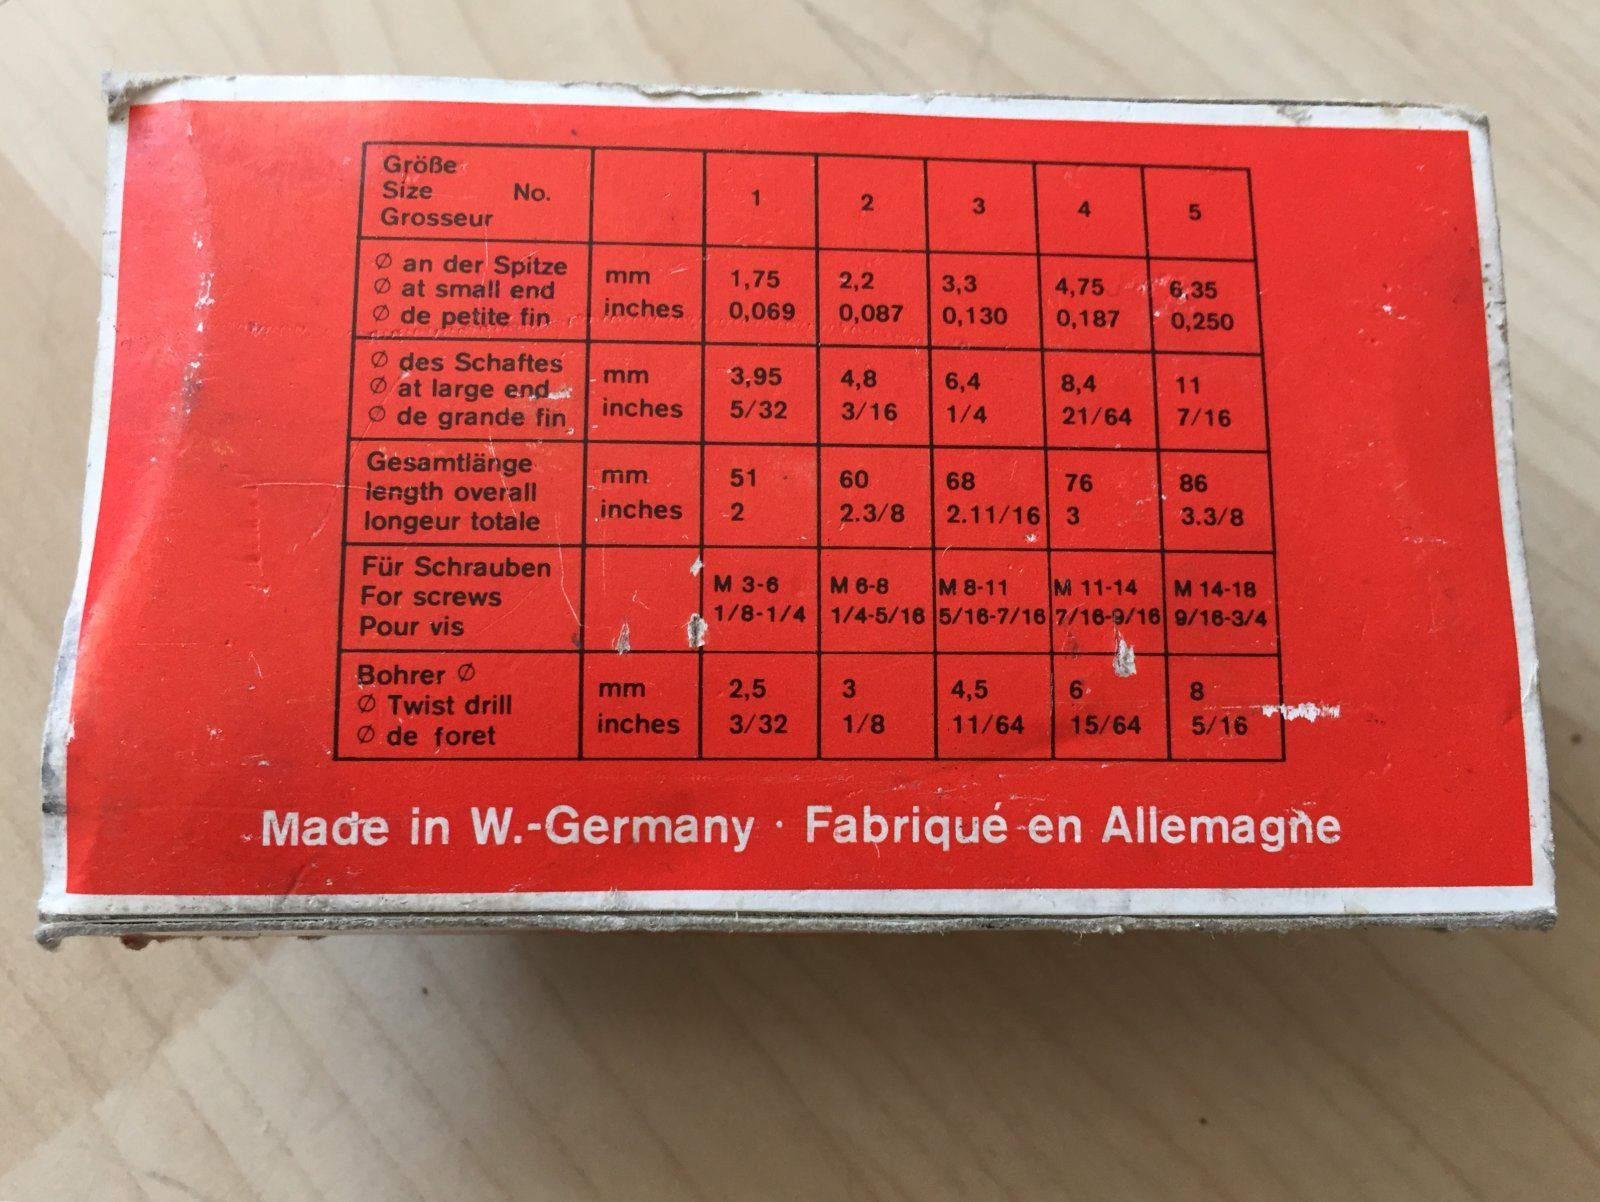 Größe
Size No. 1 2 3 4 5
Grosseur
∅ an der Spitze mm 1,75 2,2 3,3 4,75 6,35
∅ at small end
∅ de petite fin inches 0,069 0,087 0,130 0,187 0,250
∅ des Schaftes mm 3,95 4,8 6,4 8,4 11
∅ at large end
∅ de grande fin inches 5/32 3/16 1/4 21/64 7/16
Gesamtlänge mm 51 60 68 76 86
length overall
longeur totale inches 2 2.3/8 2.11/16 3 3.3/8
Für Schrauben M 3-6 M 6-8 M 8-11 M 11-14 M 14-18
For screws
Pour vis 1/8-1/4 1/4-5/16 5/16-7/16 7/16-9/16 9/16-3/4
Bohrer ∅ mm 2,5 3 4,5 6 8
∅ Twist drill
∅ de foret inches 3/32 1/8 11/64 15/64 5/16
Made in W.-Germany · Fabriqué en Allemagne